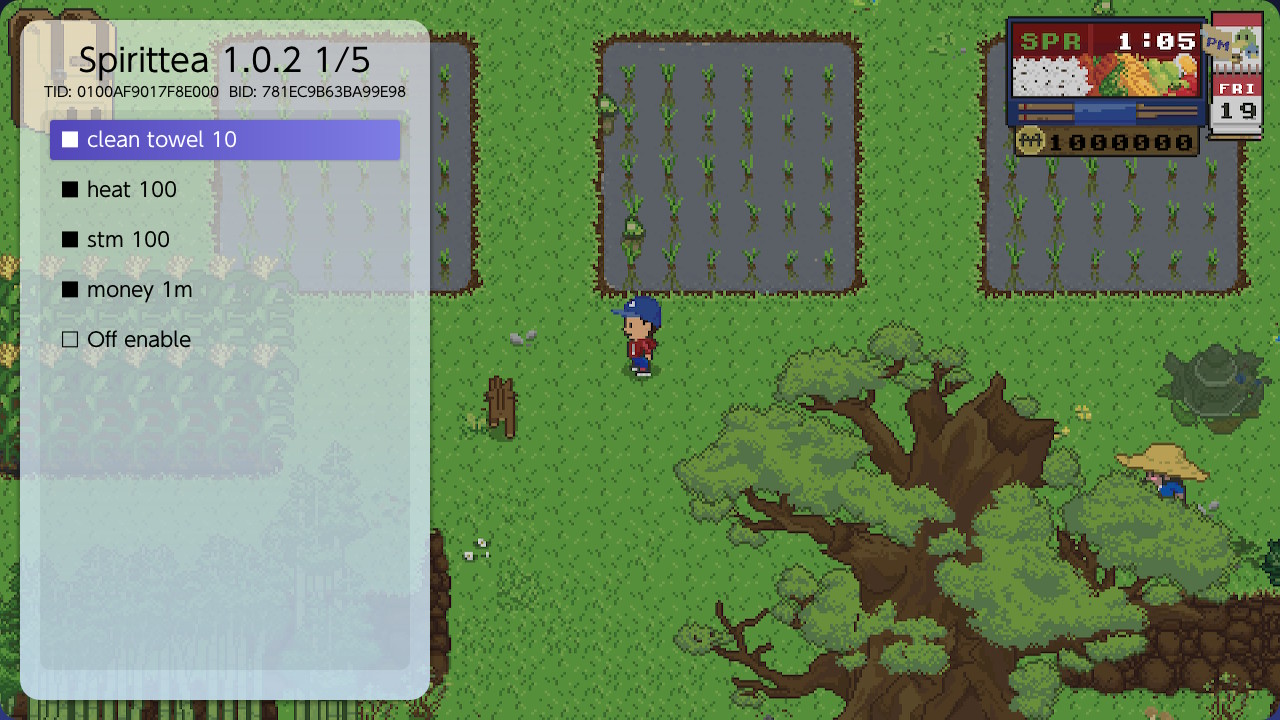 Spirittea 1.0.2 1/5
TID: 0100AF9017F8E000 BID: 781EC9B63BA99E98
clean towel 10
heat 100
stm 100
money 1m
Off enable
SPR 1:05
PM
FRI
19
1000000